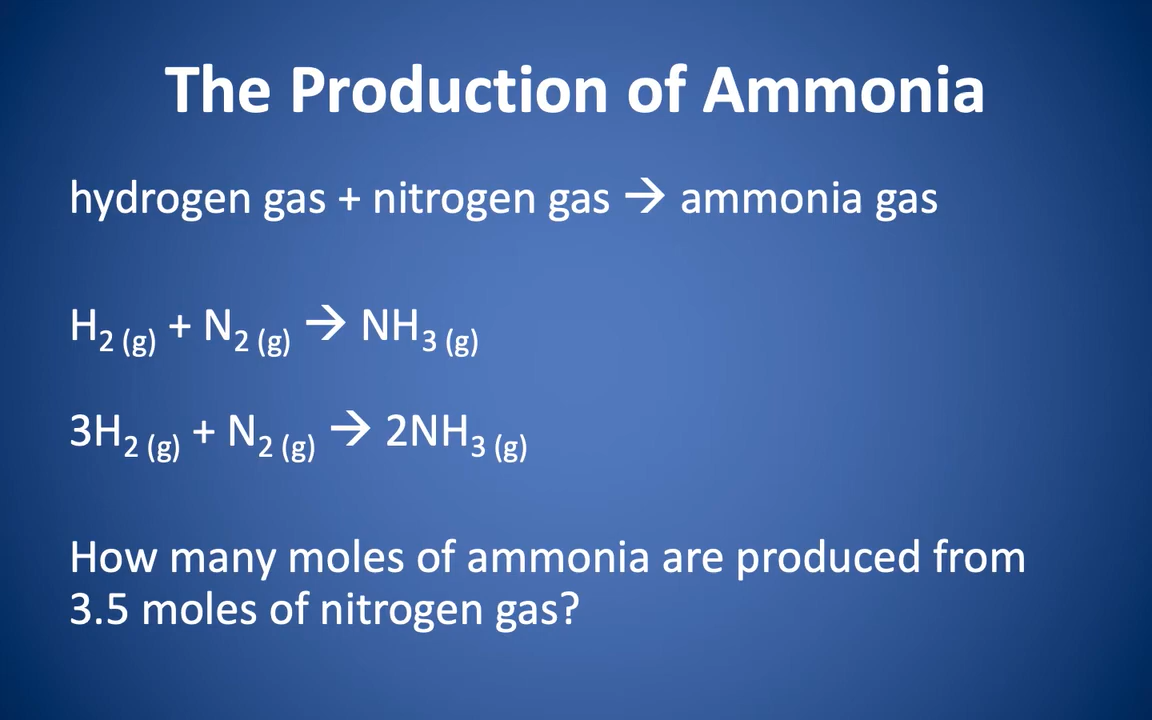 The Production of Ammonia
hydrogen gas + nitrogen gas → ammonia gas
H₂ (g) + N₂ (g) → NH₃ (g)
3H₂ (g) + N₂ (g) → 2NH₃ (g)
How many moles of ammonia are produced from
3.5 moles of nitrogen gas?